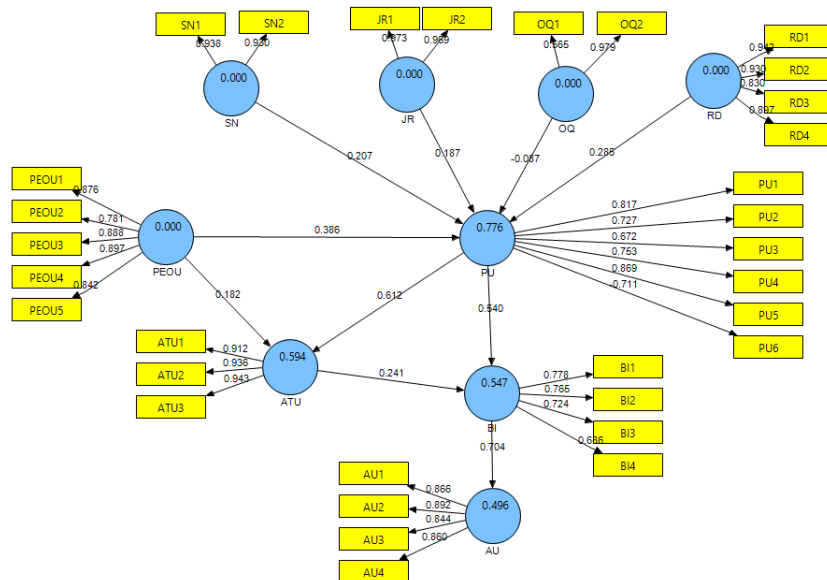 SN1
SN2
0.938
0.930
0.000
SN
JR1
JR2
0.973
0.000
JR
OQ1
OQ2
0.979
0.000
OQ
RD1
RD2
RD3
RD4
0.942
0.930
0.830
0.897
0.000
RD
0.207
0.187
0.285
PEOU1
PEOU2
PEOU3
PEOU4
PEOU5
0.876
0.781
0.888
0.897
0.842
0.000
PEOU
0.386
0.776
PU
0.817
0.727
0.672
0.753
0.869
-0.711
PU1
PU2
PU3
PU4
PU5
PU6
0.182
0.612
0.540
ATU1
ATU2
ATU3
0.912
0.936
0.943
0.594
ATU
0.241
0.547
BI
0.778
0.765
0.724
BI1
BI2
BI3
BI4
0.704
AU1
AU2
AU3
AU4
0.866
0.892
0.844
0.860
0.496
AU